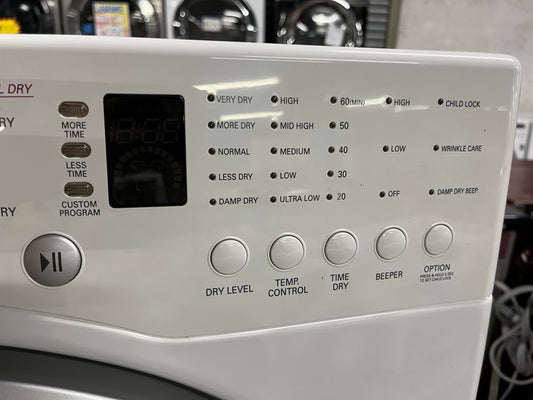 L DRY
RY
RY
MORE
TIME
LESS
TIME
CUSTOM
PROGRAM
18:85
VERY DRY
MORE DRY
NORMAL
LESS DRY
DAMP DRY
HIGH
MID HIGH
MEDIUM
LOW
ULTRA LOW
60(MIN)
50
40
30
20
HIGH
LOW
OFF
CHILD LOCK
WRINKLE CARE
DAMP DRY BEEP
DRY LEVEL
TEMP.
CONTROL
TIME
DRY
BEEPER
OPTION
PRESS & HOLD 3 SEC
TO SET CHILD LOCK